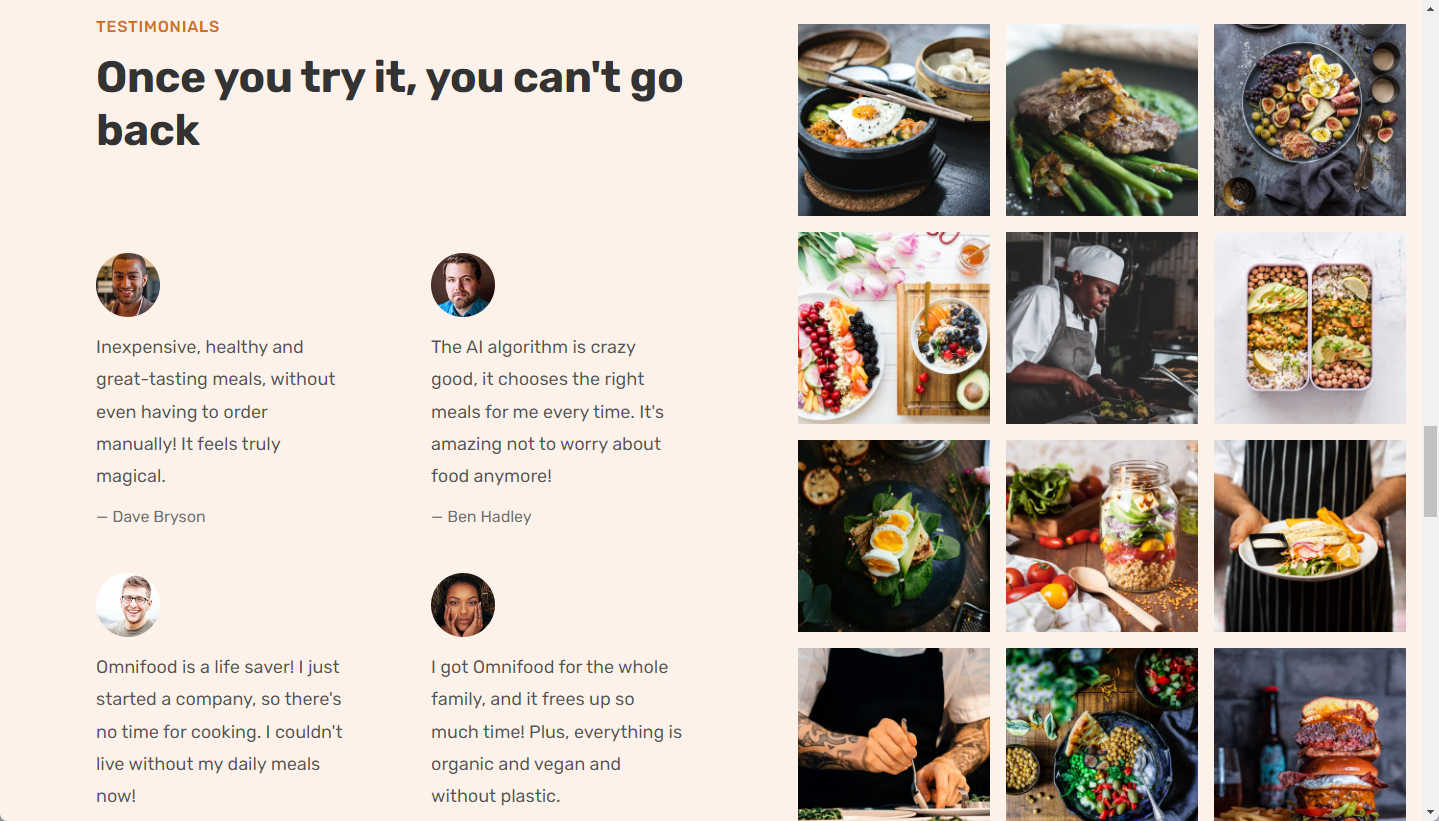 TESTIMONIALS
Once you try it, you can't go
back
Inexpensive, healthy and
great-tasting meals, without
even having to order
manually! It feels truly
magical.
— Dave Bryson
The AI algorithm is crazy
good, it chooses the right
meals for me every time. It's
amazing not to worry about
food anymore!
— Ben Hadley
Omnifood is a life saver! I just
started a company, so there's
no time for cooking. I couldn't
live without my daily meals
now!
I got Omnifood for the whole
family, and it frees up so
much time! Plus, everything is
organic and vegan and
without plastic.